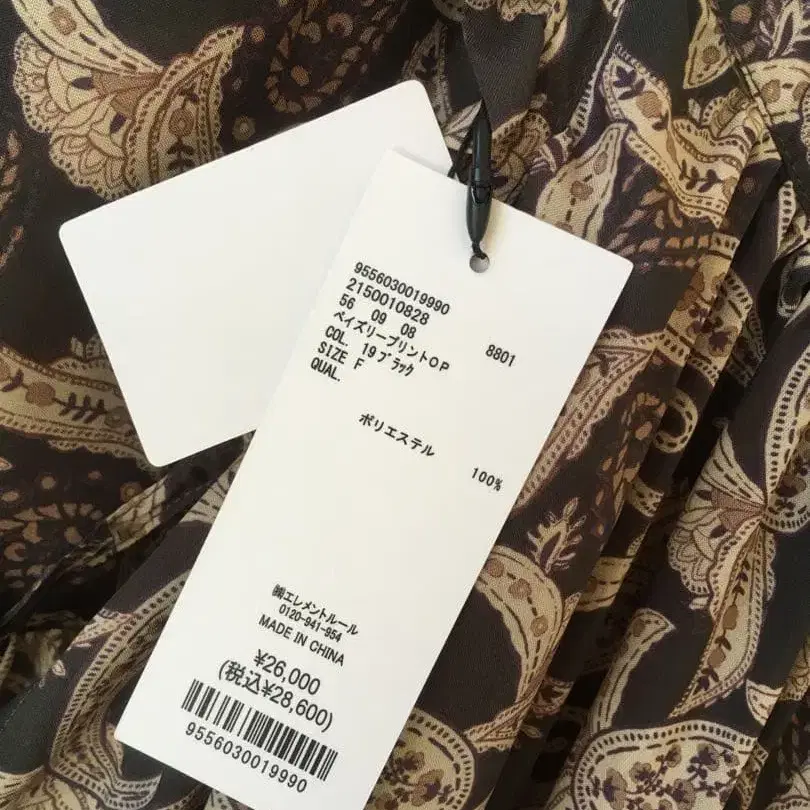 9556030019990
2150010828
56 09 08 8801
ペイズリープリントOP
COL. 19ブラック
SIZE F
QUAL.
ポリエステル
100%
㈱エレメントルール
0120-941-954
MADE IN CHINA
¥26,000
(税込¥28,600)
9556030019990